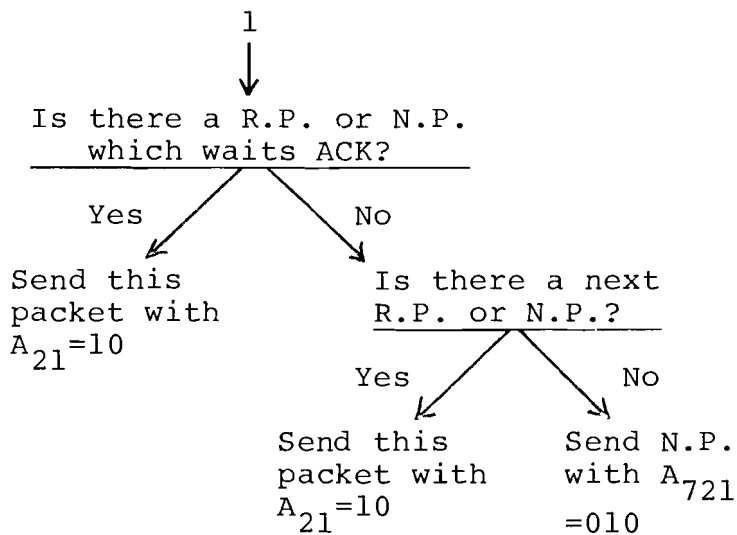 1
Is there a R.P. or N.P.
which waits ACK?
Yes
No
Send this
packet with
A21=10
Is there a next
R.P. or N.P.?
Yes
No
Send this
packet with
A21=10
Send N.P.
with A721
=010